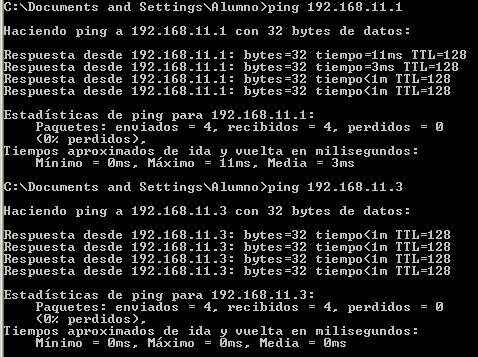 C:\Documents and Settings\Alumno>ping 192.168.11.1
Haciendo ping a 192.168.11.1 con 32 bytes de datos:
Respuesta desde 192.168.11.1: bytes=32 tiempo=11ms TTL=128
Respuesta desde 192.168.11.1: bytes=32 tiempo=3ms TTL=128
Respuesta desde 192.168.11.1: bytes=32 tiempo<1m TTL=128
Respuesta desde 192.168.11.1: bytes=32 tiempo<1m TTL=128
Estadísticas de ping para 192.168.11.1:
Paquetes: enviados = 4, recibidos = 4, perdidos = 0
(0% perdidos),
Tiempos aproximados de ida y vuelta en milisegundos:
Mínimo = 0ms, Máximo = 11ms, Media = 3ms
C:\Documents and Settings\Alumno>ping 192.168.11.3
Haciendo ping a 192.168.11.3 con 32 bytes de datos:
Respuesta desde 192.168.11.3: bytes=32 tiempo<1m TTL=128
Respuesta desde 192.168.11.3: bytes=32 tiempo<1m TTL=128
Respuesta desde 192.168.11.3: bytes=32 tiempo<1m TTL=128
Respuesta desde 192.168.11.3: bytes=32 tiempo<1m TTL=128
Estadísticas de ping para 192.168.11.3:
Paquetes: enviados = 4, recibidos = 4, perdidos = 0
(0% perdidos),
Tiempos aproximados de ida y vuelta en milisegundos:
Mínimo = 0ms, Máximo = 0ms, Media = 0ms